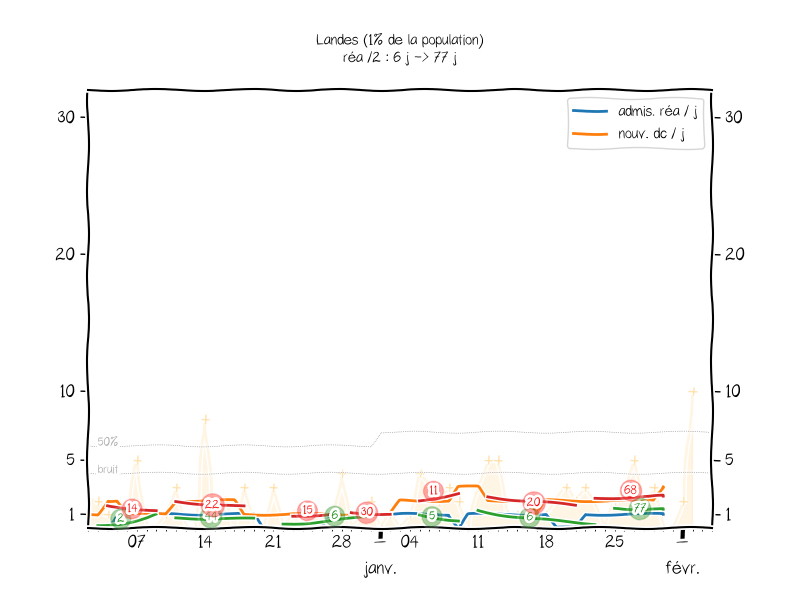 Landes (1% de la population)
réa /2 : 6 j -> 77 j
30 30
admis. réa / j
nouv. dc / j
20 20
10 10
50%
5
bruit
1 1
14 2 22 15 6 30 11 5 20 6 68 77
07 14 21 28 1 04 11 18 25 1
janv. févr.